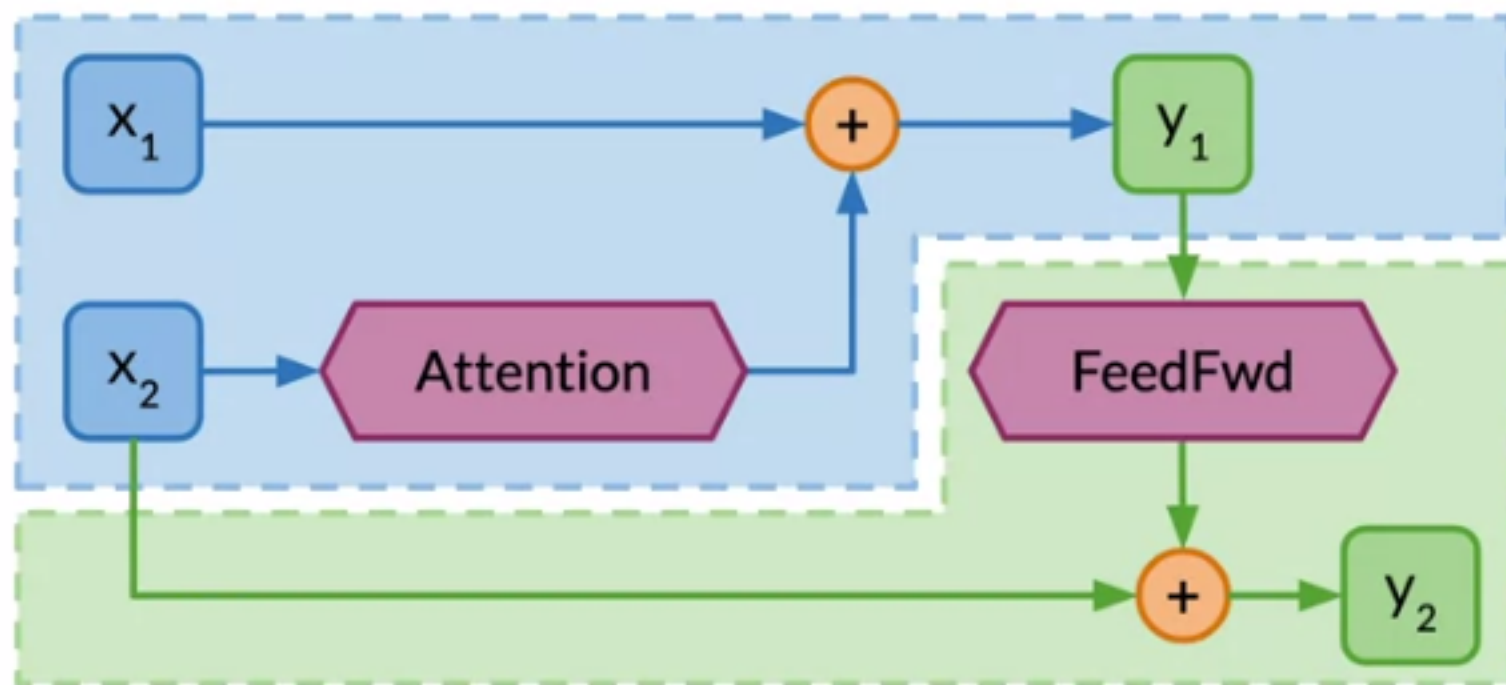 x1
+
y1
x2
Attention
FeedFwd
+
y2